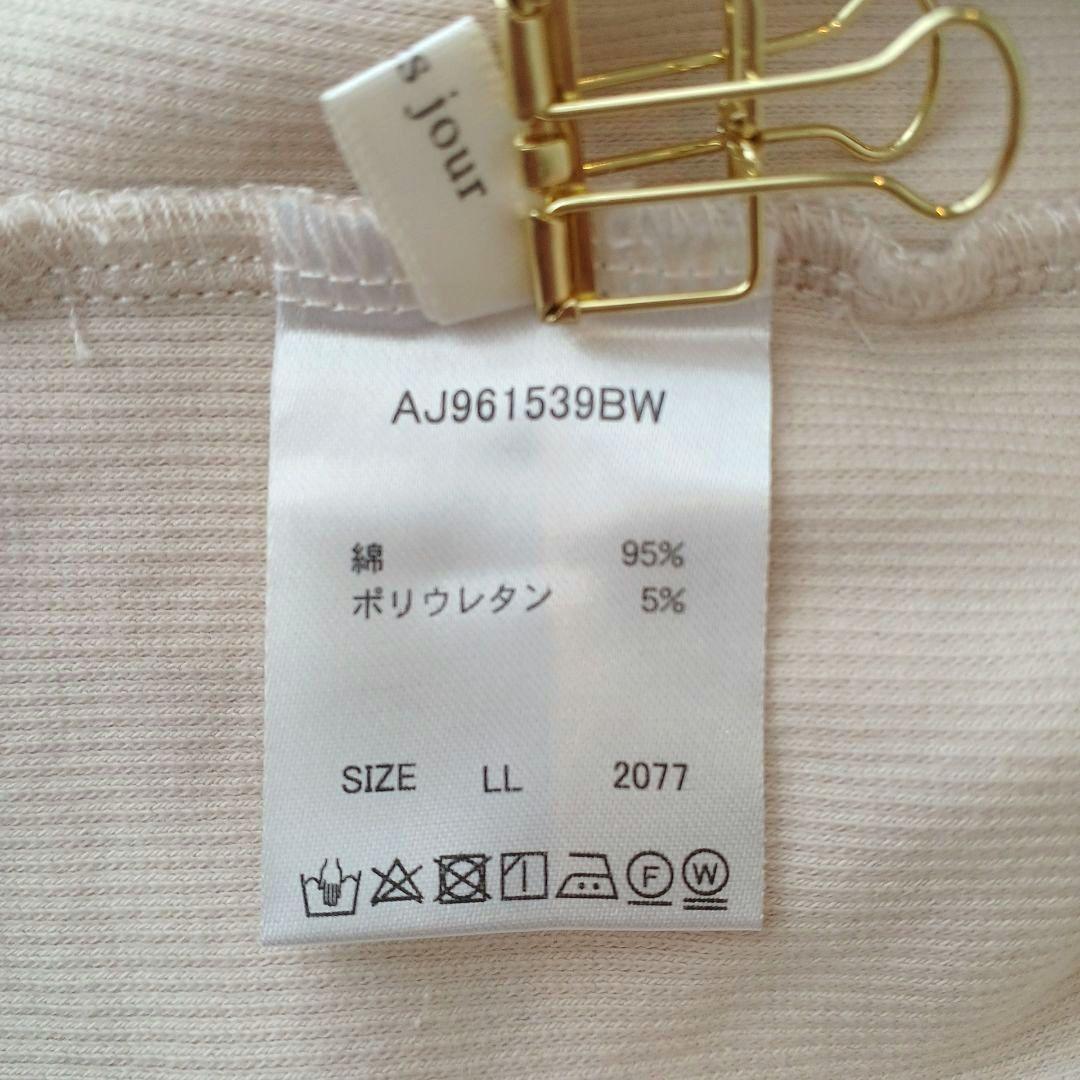 s jour
AJ961539BW
綿 95%
ポリウレタン 5%
SIZE LL 2077
F W